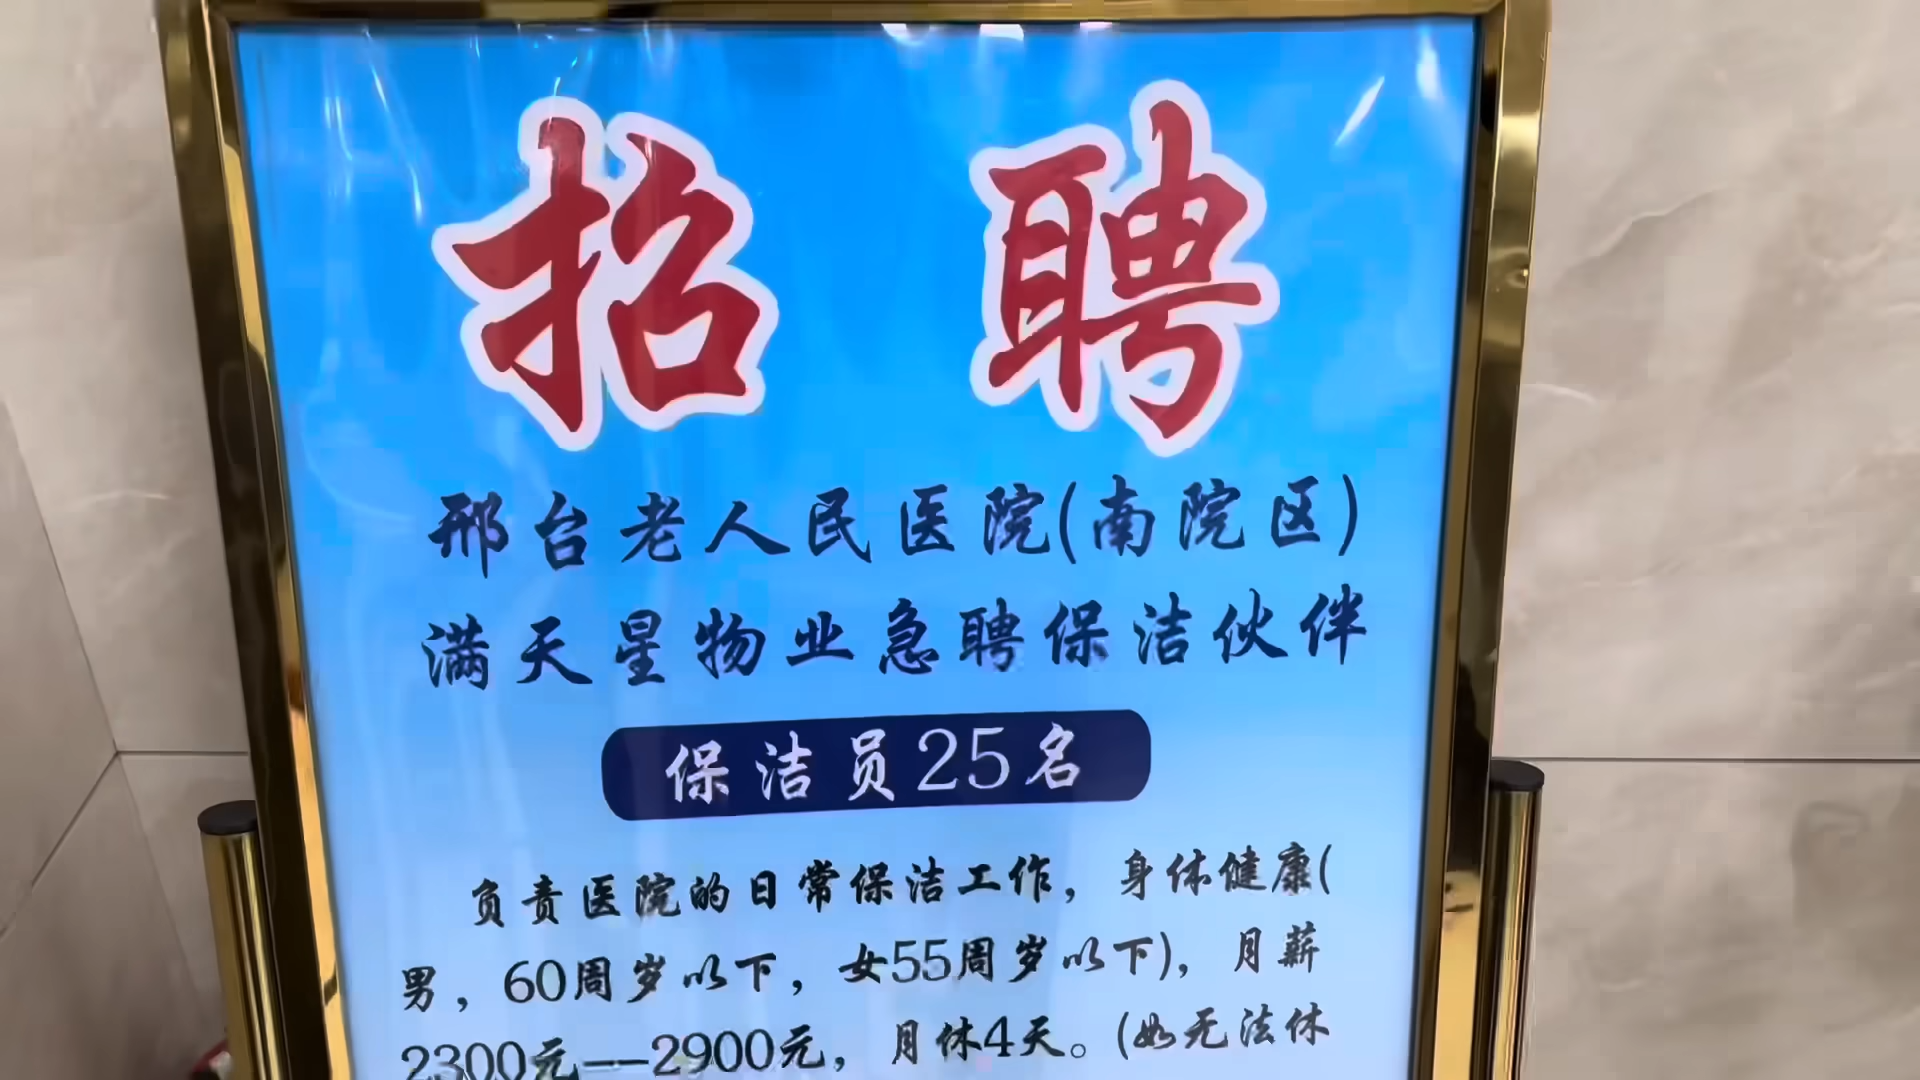 招聘
邢台老人民医院(南院区)
满天星物业急聘保洁伙伴
保洁员25名
负责医院的日常保洁工作，身体健康(
男，60周岁以下，女55周岁以下)，月薪
2300元—2900元，月休4天。(如无法休